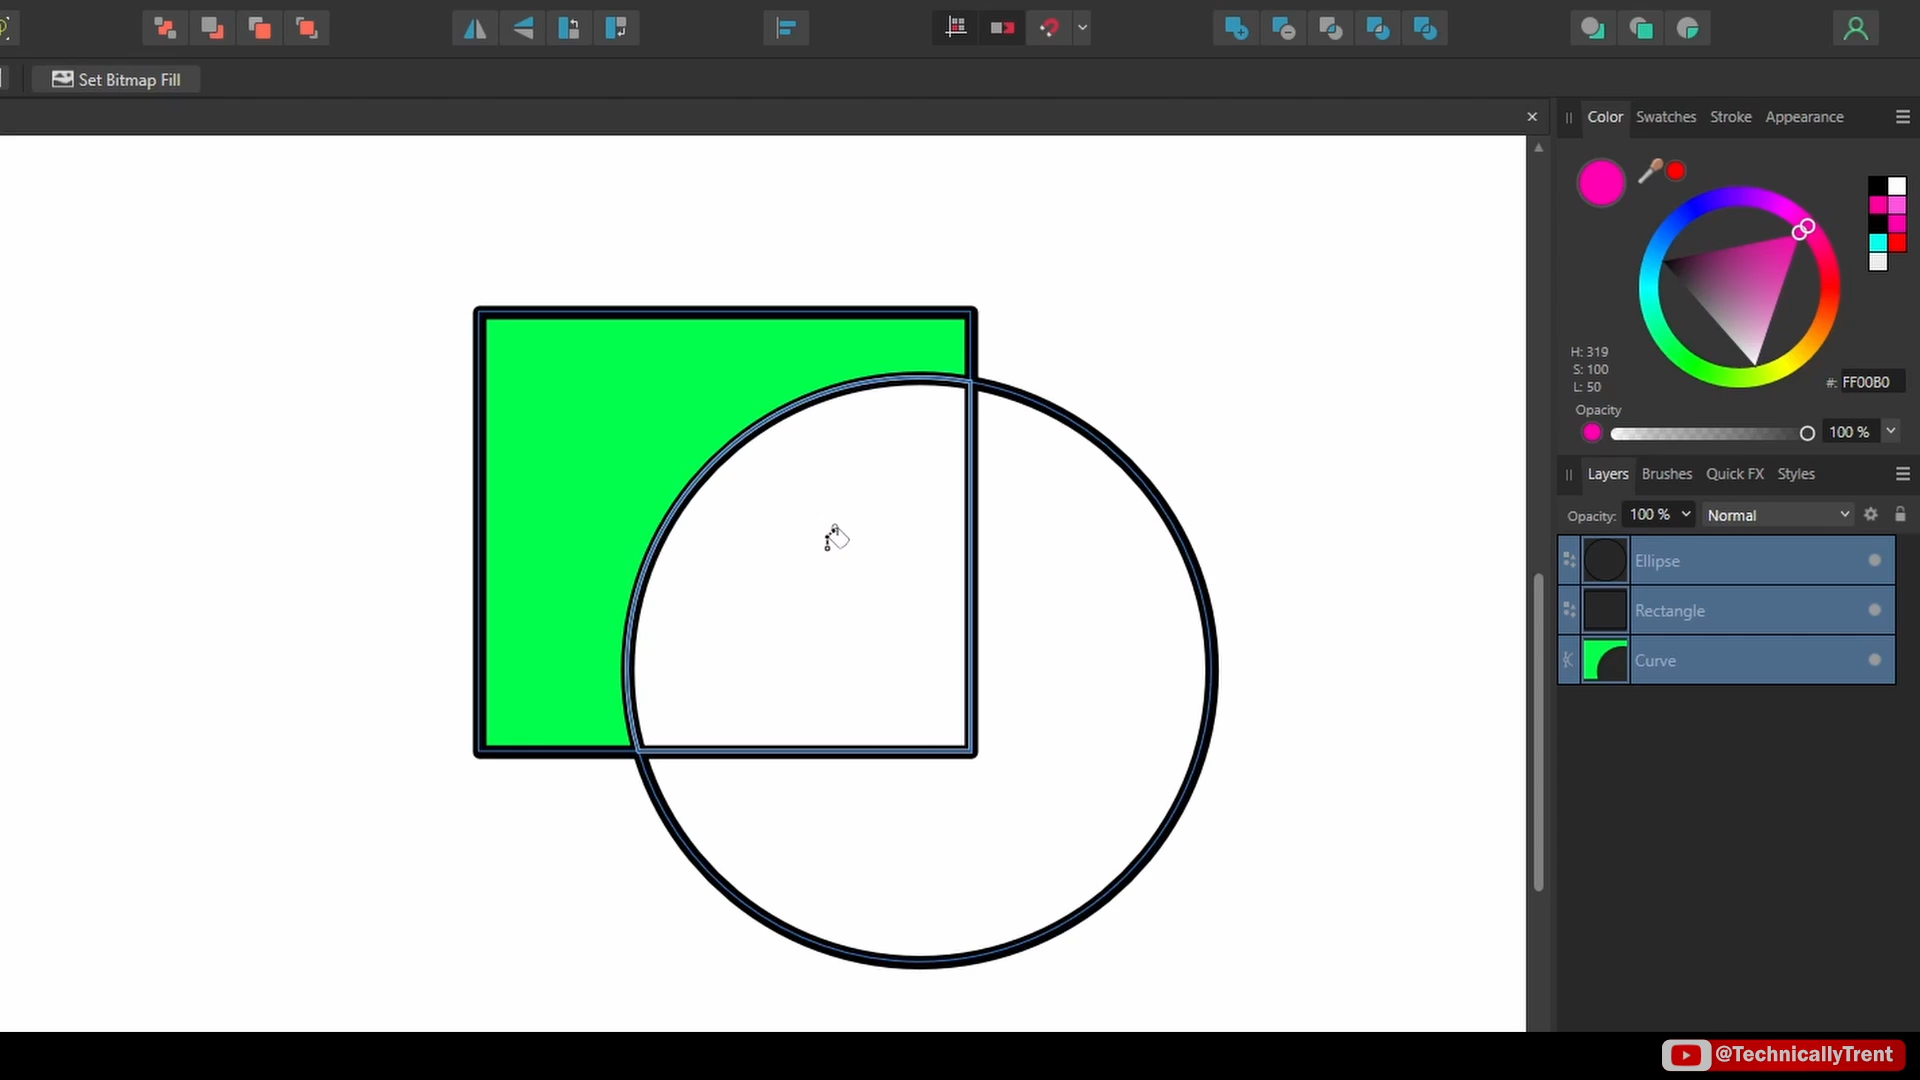 Set Bitmap Fill
Color Swatches Stroke Appearance
H: 319
S: 100
L: 50
#: FF00B0
Opacity
100 %
Layers Brushes Quick FX Styles
Opacity: 100 % Normal
Ellipse
Rectangle
Curve
@TechnicallyTrent